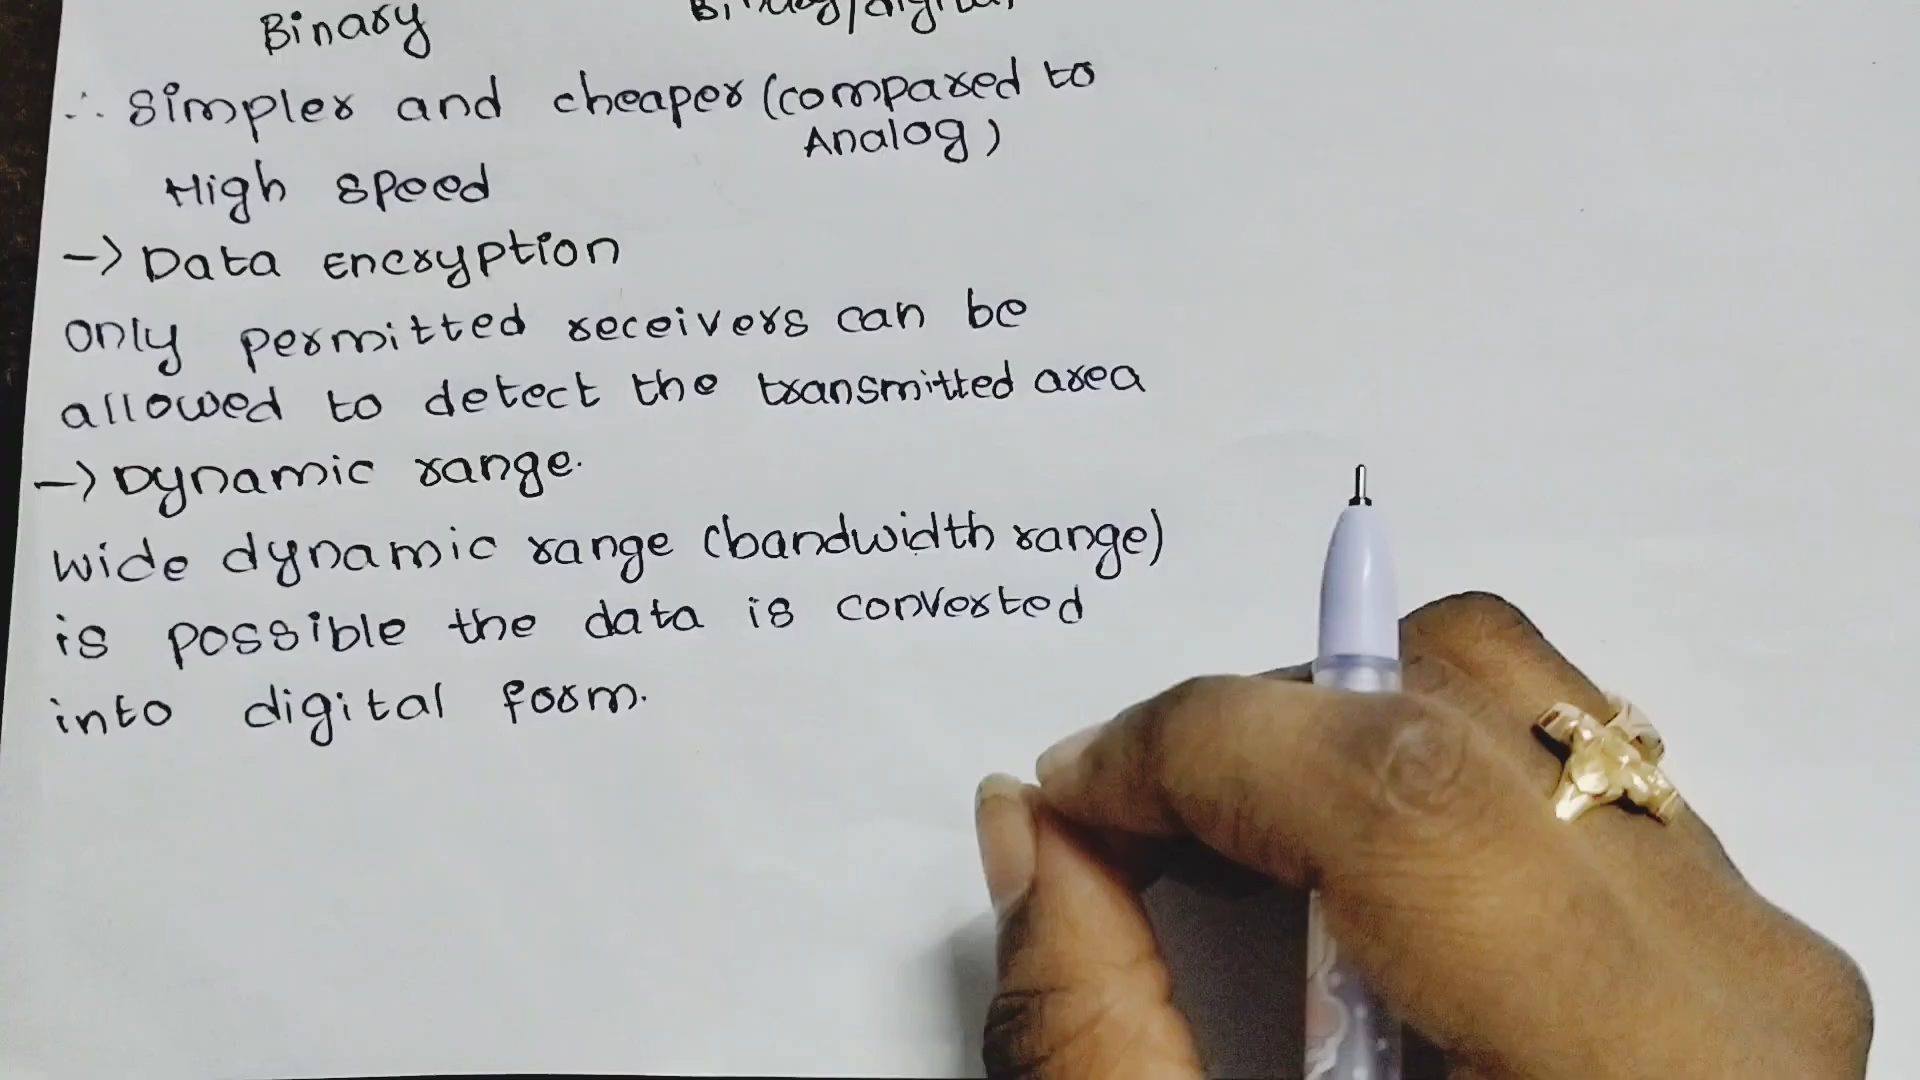 Binary
∴ Simpler and cheaper (compared to
Analog)
High speed
-> Data Encryption
only permitted receivers can be
allowed to detect the transmitted area
-> Dynamic range.
wide dynamic range (bandwidth range)
is possible the data is converted
into digital form.